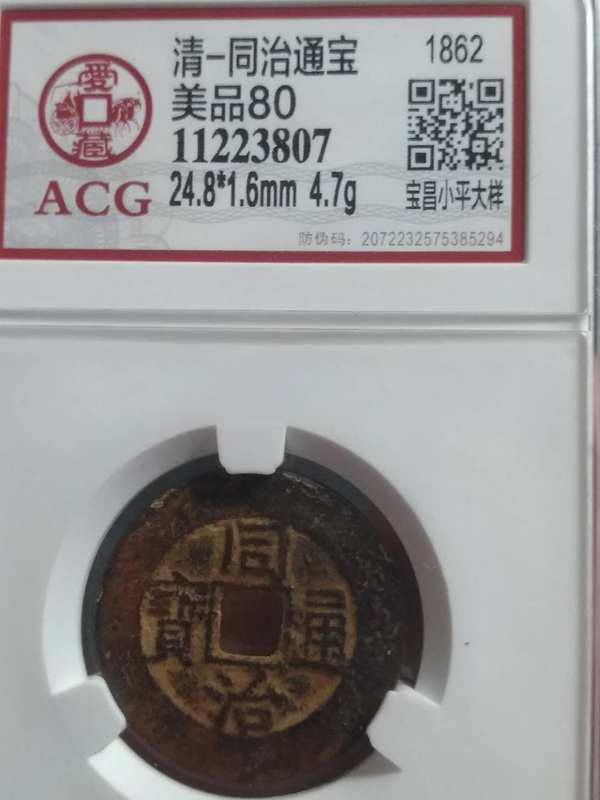 清-同治通宝
1862
美品80
11223807
24.8*1.6mm 4.7g
宝昌小平大样
防伪码：2072232575385294
愛藏
ACG
同治通寶